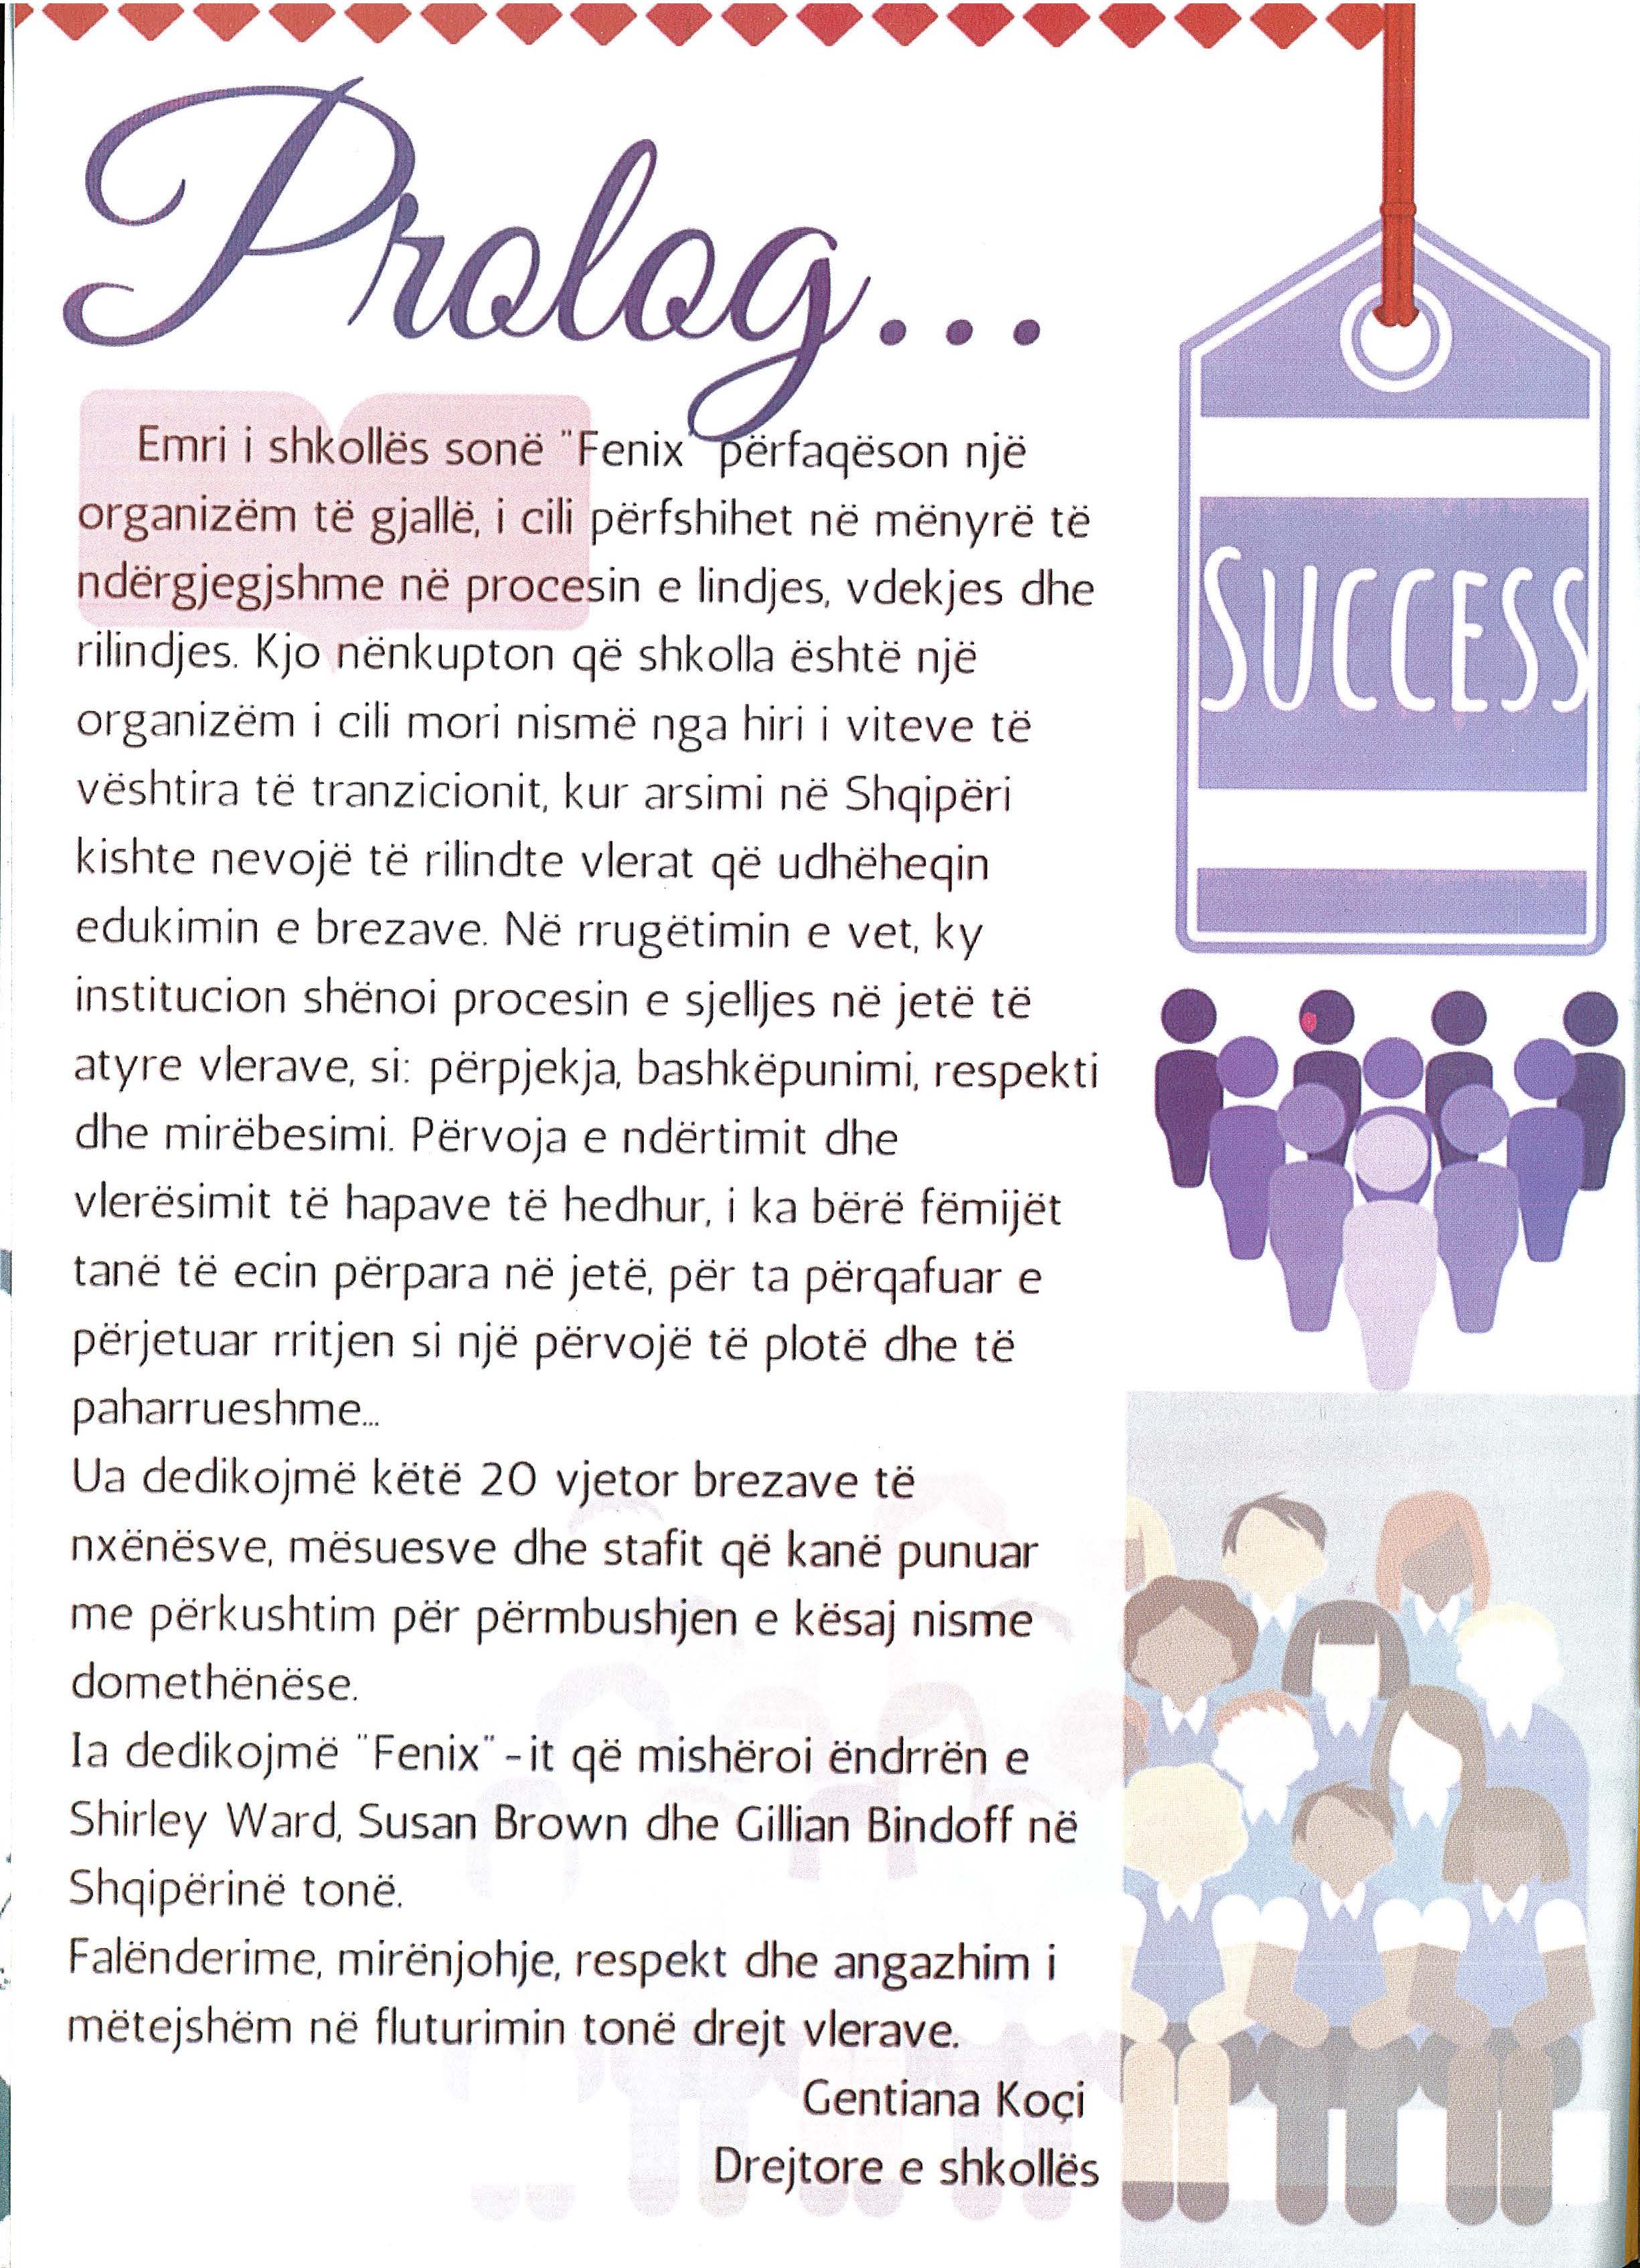 Prolog...
Emri i shkollës sonë "Fenix" përfaqëson një
organizëm të gjallë, i cili përfshihet në mënyrë të
ndërgjegjshme në procesin e lindjes, vdekjes dhe
rilindjes. Kjo nënkupton që shkolla është një
organizëm i cili mori nismë nga hiri i viteve të
vështira të tranzicionit, kur arsimi në Shqipëri
kishte nevojë të rilindte vlerat që udhëheqin
edukimin e brezave. Në rrugëtimin e vet, ky
institucion shënoi procesin e sjelljes në jetë të
atyre vlerave, si: përpjekja, bashkëpunimi, respekti
dhe mirëbesimi. Përvoja e ndërtimit dhe
vlerësimit të hapave të hedhur, i ka bërë fëmijët
tanë të ecin përpara në jetë, për ta përqafuar e
përjetuar rritjen si një përvojë të plotë dhe të
paharrueshme...
Ua dedikojmë këtë 20 vjetor brezave të
nxënësve, mësuesve dhe stafit që kanë punuar
me përkushtim për përmbushjen e kësaj nisme
domethënëse.
Ia dedikojmë "Fenix" -it që mishëroi ëndrrën e
Shirley Ward, Susan Brown dhe Gillian Bindoff në
Shqipërinë tonë.
Falënderime, mirënjohje, respekt dhe angazhim i
mëtejshëm në fluturimin tonë drejt vlerave.
Gentiana Koçi
Drejtore e shkollës
SUCCESS